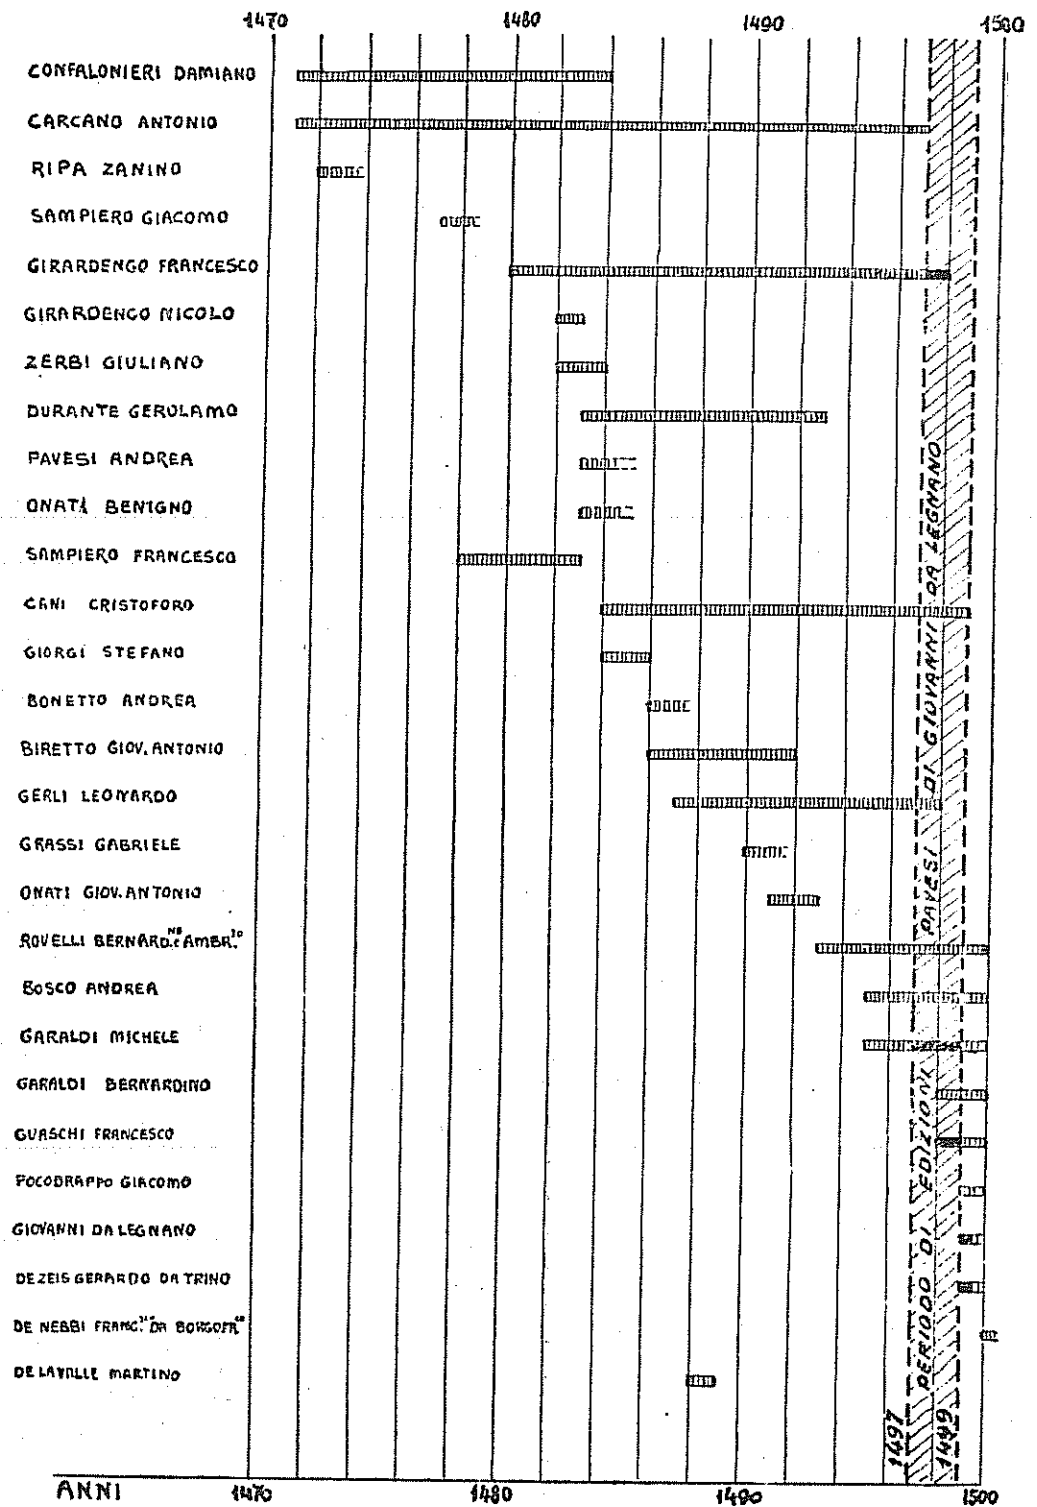 1470 1480 1490 1500
CONFALONIERI DAMIANO
CARCANO ANTONIO
RIPA ZANINO
SAMPIERO GIACOMO
GIRARDENGO FRANCESCO
GIRARDENGO NICOLO
ZERBI GIULIANO
DURANTE GEROLAMO
PAVESI ANDREA
ONATI BENIGNO
SAMPIERO FRANCESCO
CANI CRISTOFORO
GIORGI STEFANO
BONETTO ANDREA
BIRETTO GIOV. ANTONIO
GERLI LEONARDO
GRASSI GABRIELE
ONATI GIOV. ANTONIO
ROVELLI BERNARD.NO E AMBR.IO
BOSCO ANDREA
GARALDI MICHELE
GARALDI BERNARDINO
GUASCHI FRANCESCO
POCODRAPPO GIACOMO
GIOVANNI DA LEGNANO
DEZEIS GERARDO DA TRINO
DE NEBBI FRANC. DA BORGOFR.
DE LAVALLE MARTINO
PERIODO DI EDIZIONI PAVESI DI GIOVANNI DA LEGNANO
1497
1499
ANNI 1470 1480 1490 1500